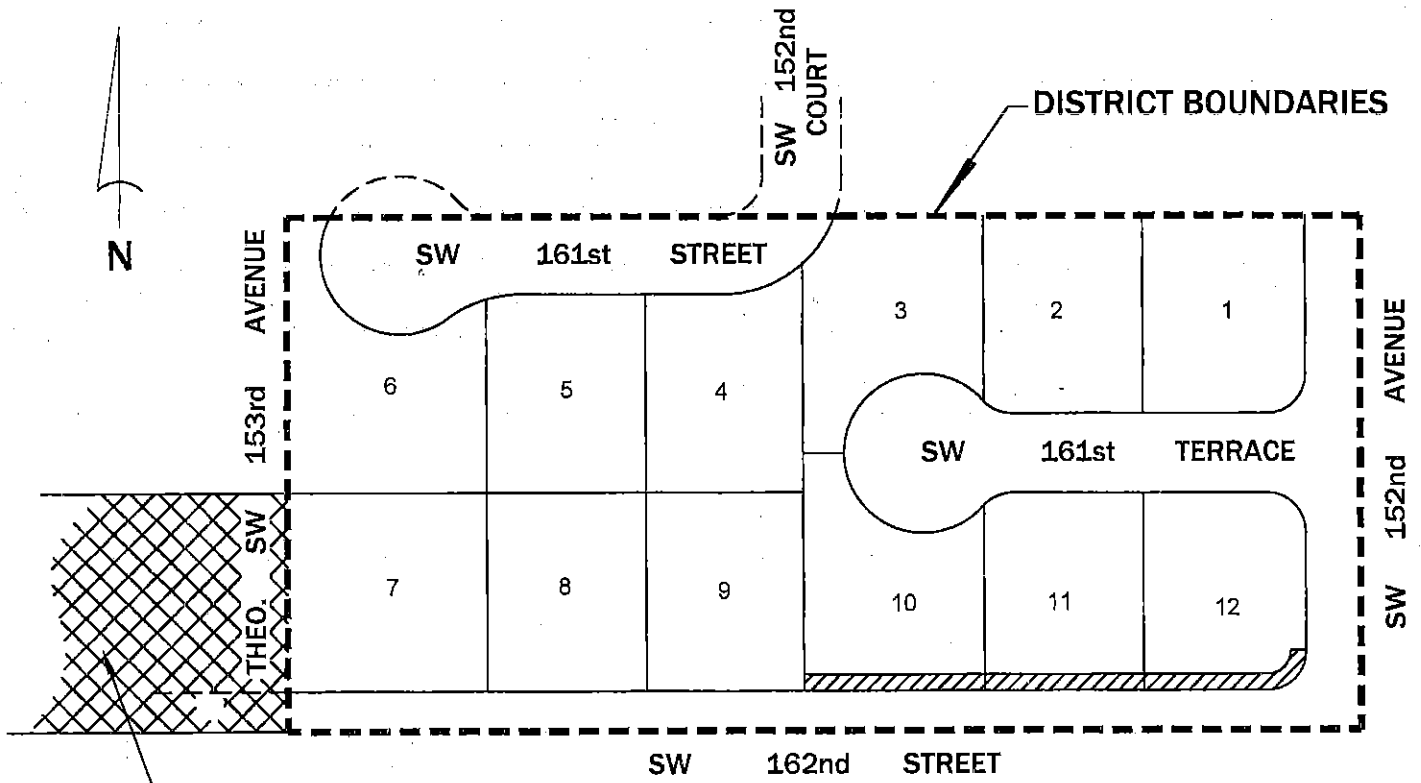 SW 152nd
COURT
DISTRICT BOUNDARIES
N
SW 161st STREET
THEO. SW 153rd AVENUE
3
2
1
6
5
4
SW 161st TERRACE
SW 152nd AVENUE
7
8
9
10
11
12
SW 162nd STREET